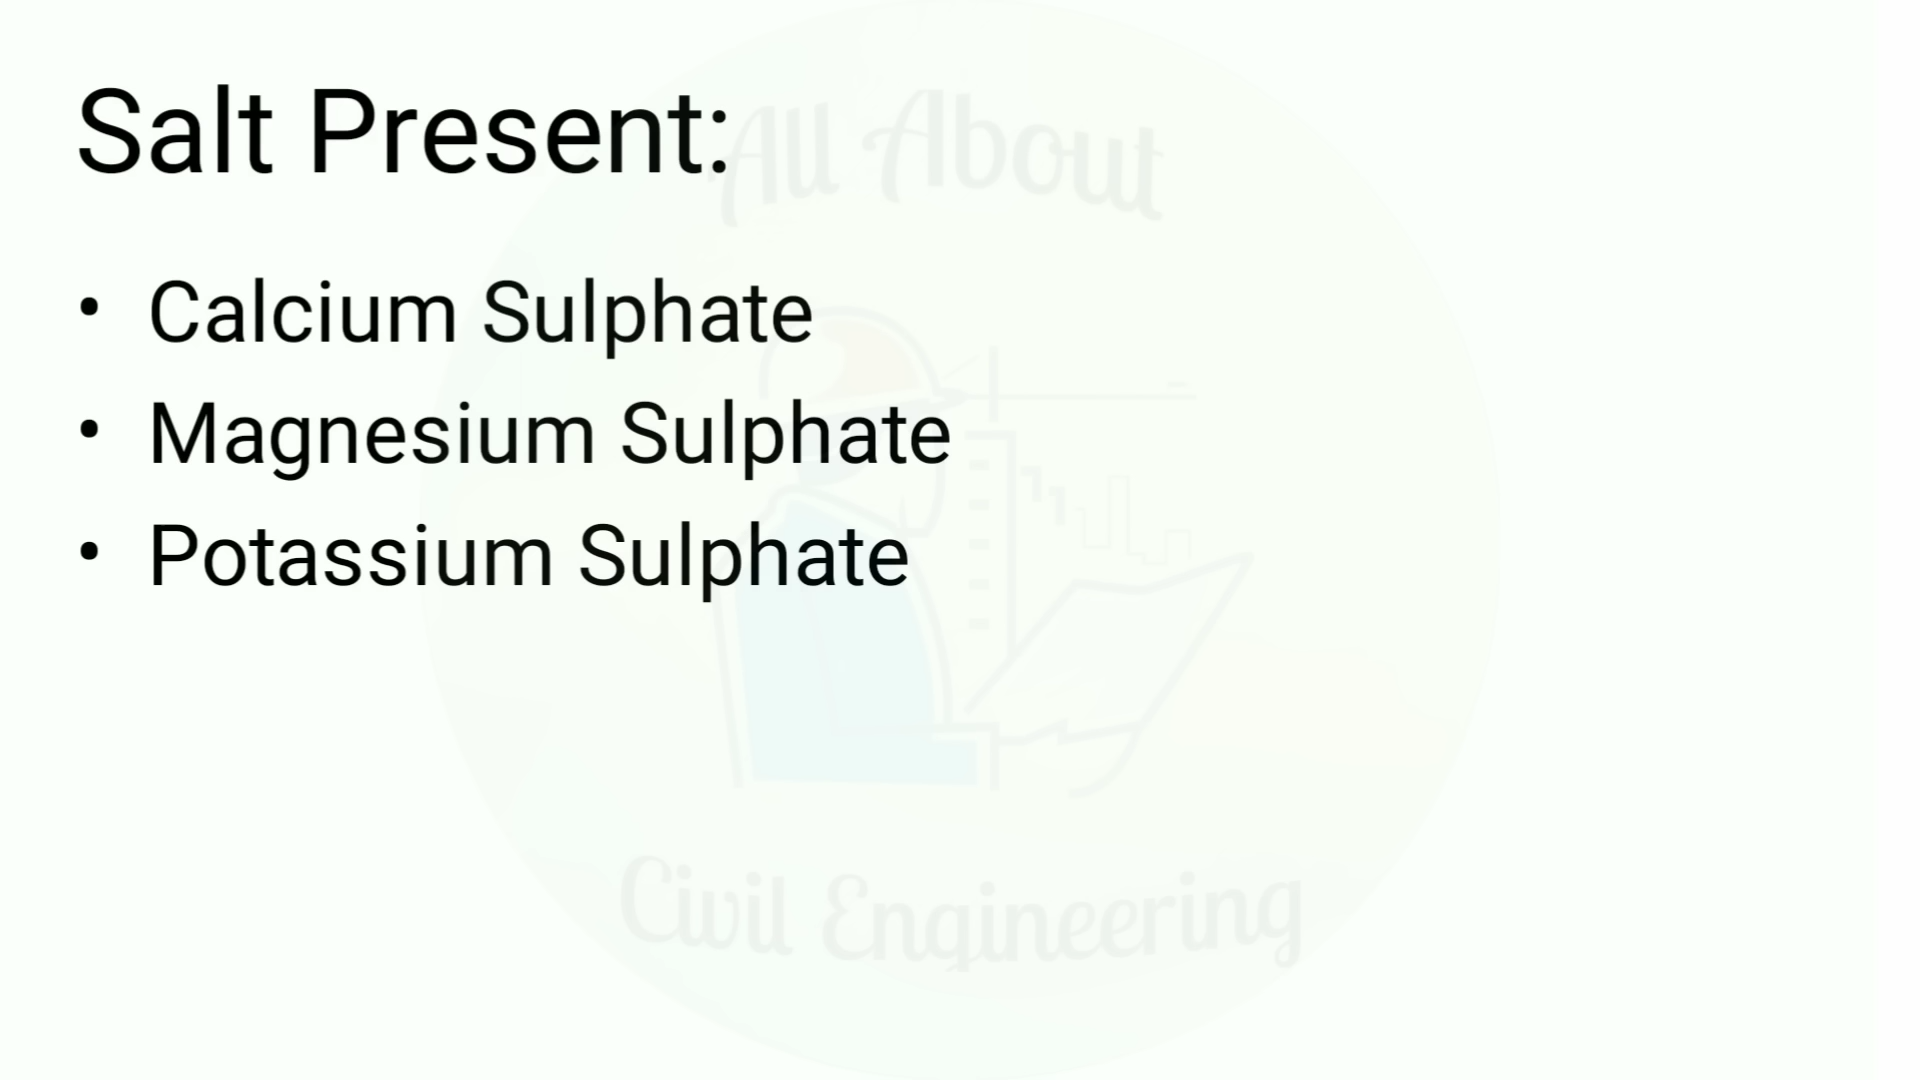 Salt Present:
All About
• Calcium Sulphate
• Magnesium Sulphate
• Potassium Sulphate
Civil Engineering